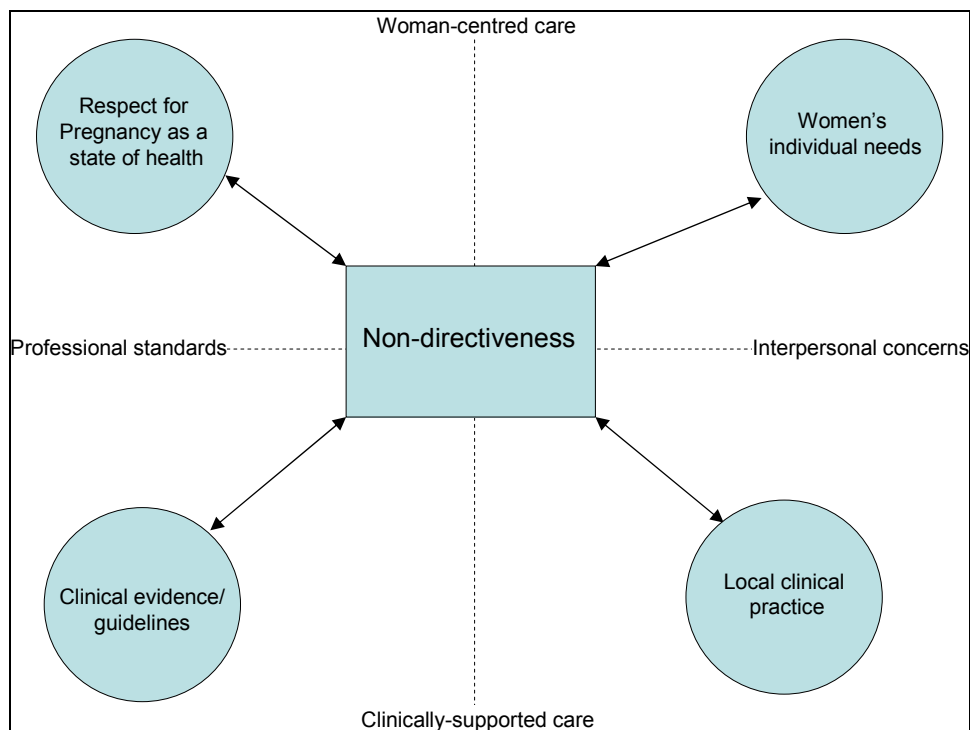 Woman-centred care
Respect for
Pregnancy as a
state of health
Women's
individual needs
Non-directiveness
Professional standards
Interpersonal concerns
Clinical evidence/
guidelines
Local clinical
practice
Clinically-supported care